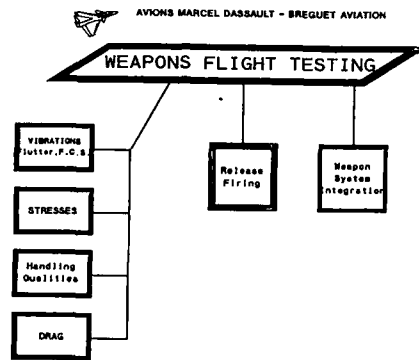 AVIONS MARCEL DASSAULT - BREGUET AVIATION
WEAPONS FLIGHT TESTING
VIBRATIONS
Flutter,F.C.S.
STRESSES
Handling
Qualities
DRAG
Release
Firing
Weapon
System
Integration